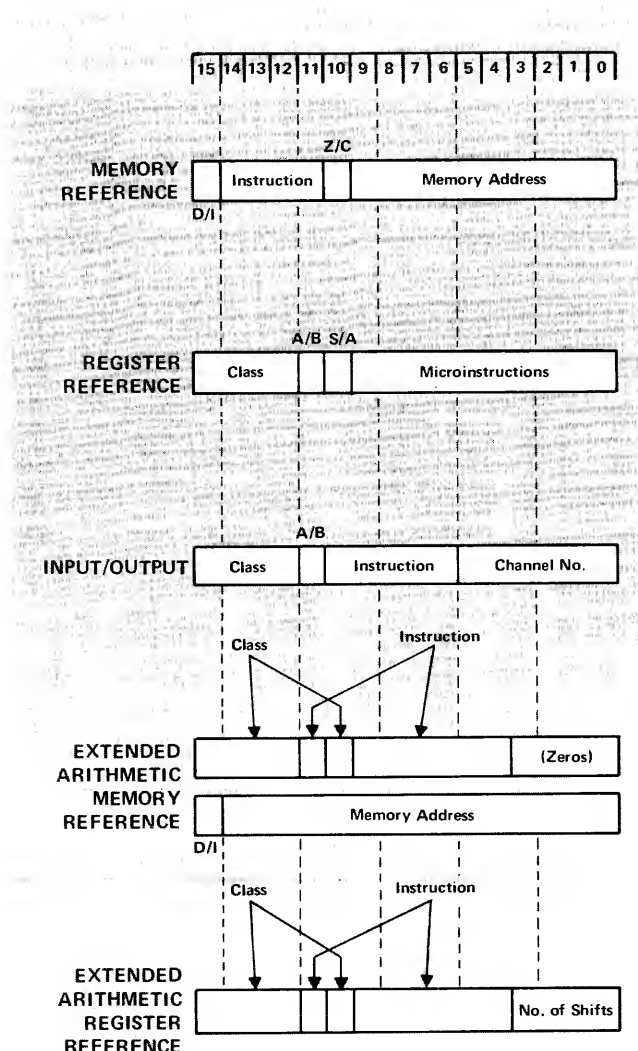 15 14 13 12 11 10 9 8 7 6 5 4 3 2 1 0
Z/C
MEMORY
REFERENCE
Instruction
Memory Address
D/I
A/B S/A
REGISTER
REFERENCE
Class
Microinstructions
A/B
INPUT/OUTPUT
Class
Instruction
Channel No.
Class
Instruction
EXTENDED
ARITHMETIC
MEMORY
REFERENCE
(Zeros)
Memory Address
D/I
Class
Instruction
EXTENDED
ARITHMETIC
REGISTER
REFERENCE
No. of Shifts